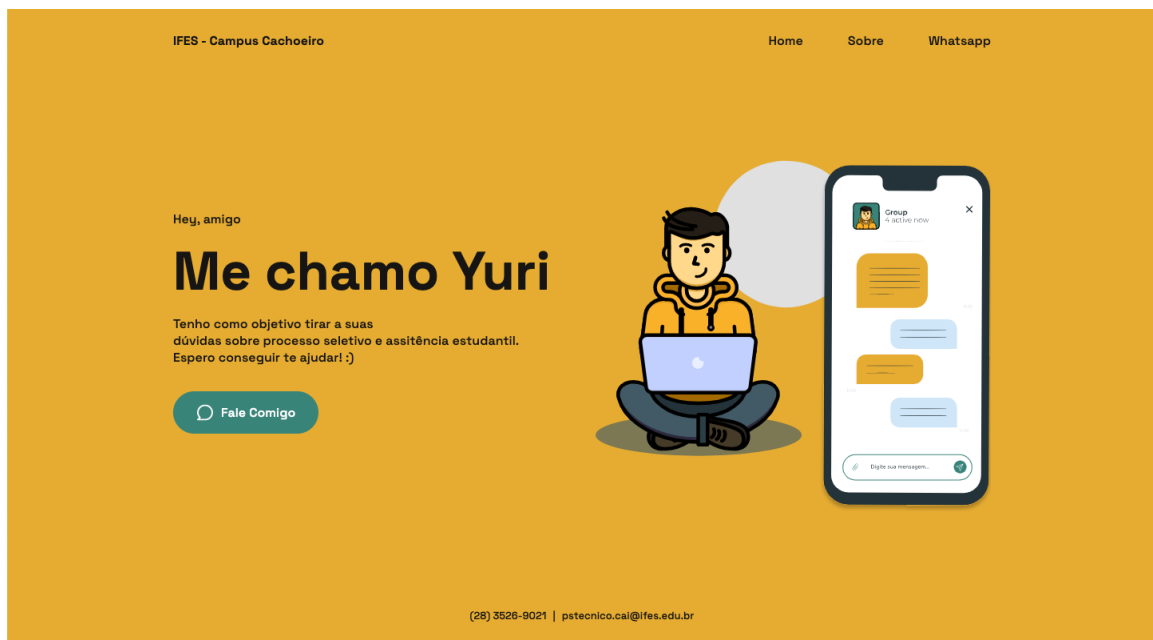 IFES - Campus Cachoeiro
Home Sobre Whatsapp
Hey, amigo
Me chamo Yuri
Tenho como objetivo tirar a suas
dúvidas sobre processo seletivo e assitência estudantil.
Espero conseguir te ajudar! :)
Fale Comigo
Group
4 active now
Digite sua mensagem...
(28) 3526-9021 | pstecnico.cai@ifes.edu.br